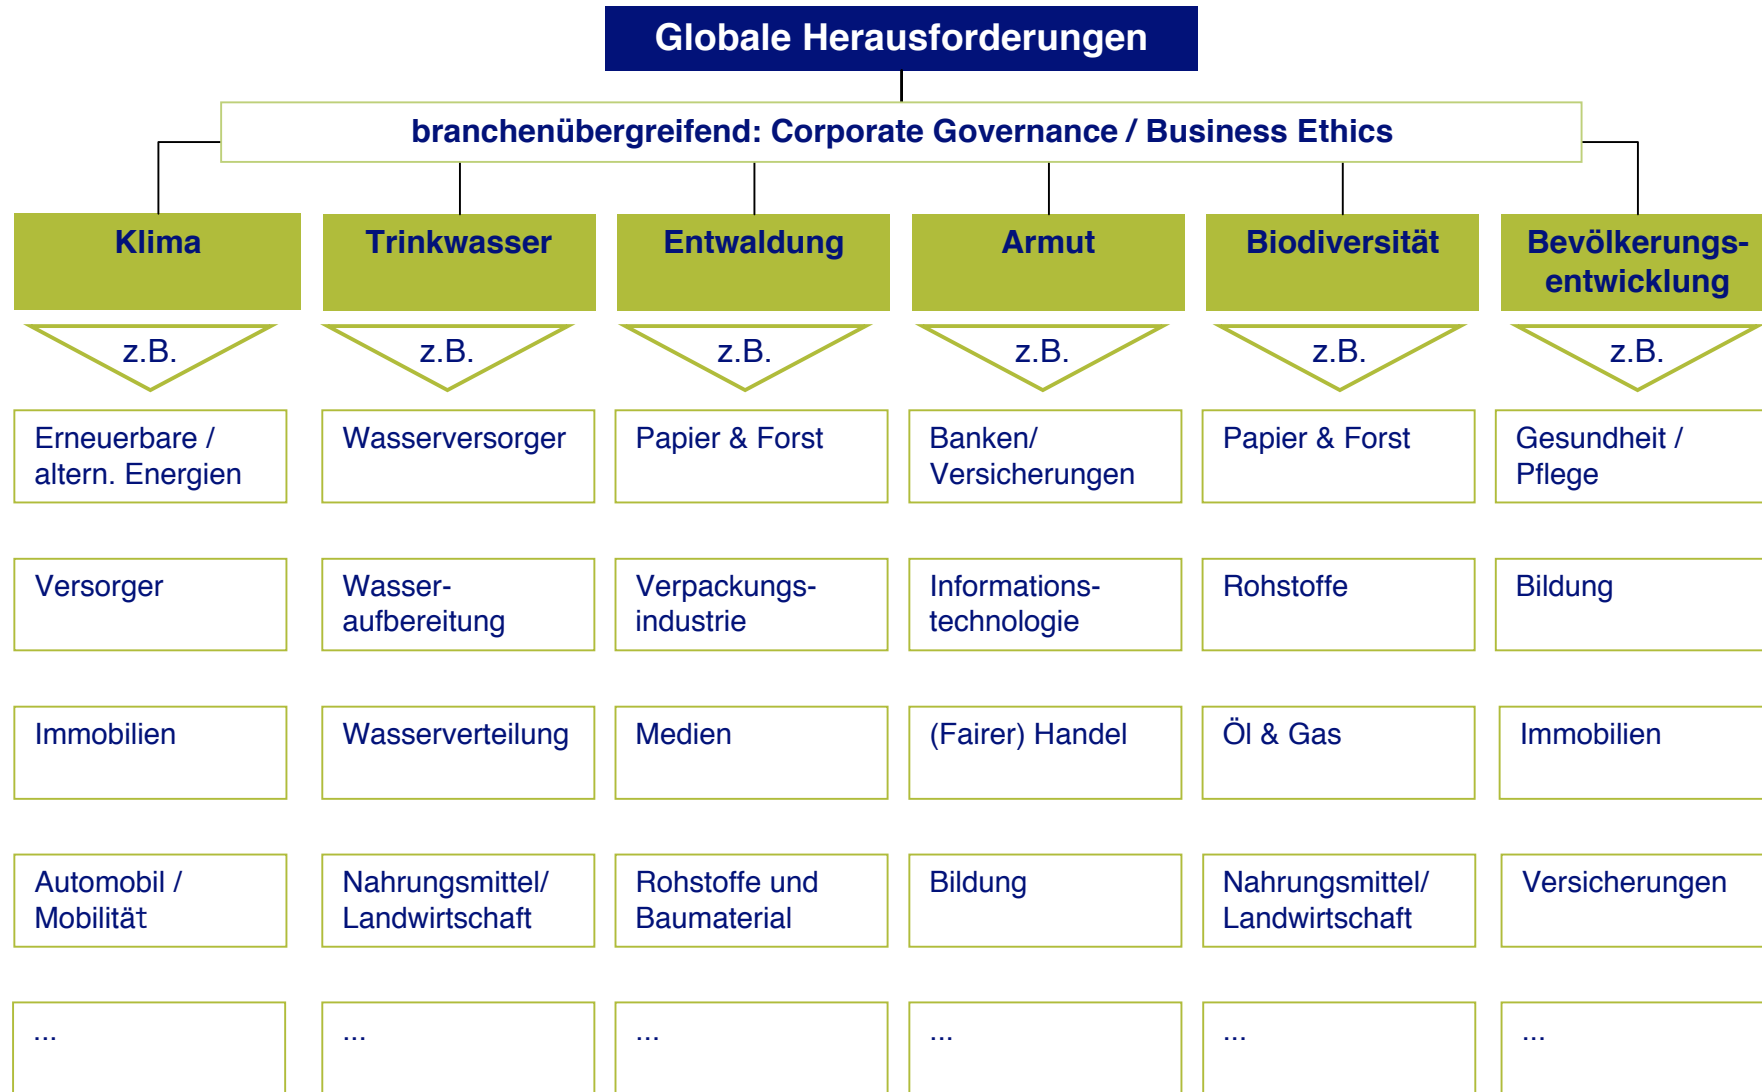 Globale Herausforderungen
branchenübergreifend: Corporate Governance / Business Ethics
Klima
Trinkwasser
Entwaldung
Armut
Biodiversität
Bevölkerungs-
entwicklung
z.B.
z.B.
z.B.
z.B.
z.B.
z.B.
Erneuerbare /
altern. Energien
Wasserversorger
Papier & Forst
Banken/
Versicherungen
Papier & Forst
Gesundheit /
Pflege
Versorger
Wasser-
aufbereitung
Verpackungs-
industrie
Informations-
technologie
Rohstoffe
Bildung
Immobilien
Wasserverteilung
Medien
(Fairer) Handel
Öl & Gas
Immobilien
Automobil /
Mobilität
Nahrungsmittel/
Landwirtschaft
Rohstoffe und
Baumaterial
Bildung
Nahrungsmittel/
Landwirtschaft
Versicherungen
...
...
...
...
...
...